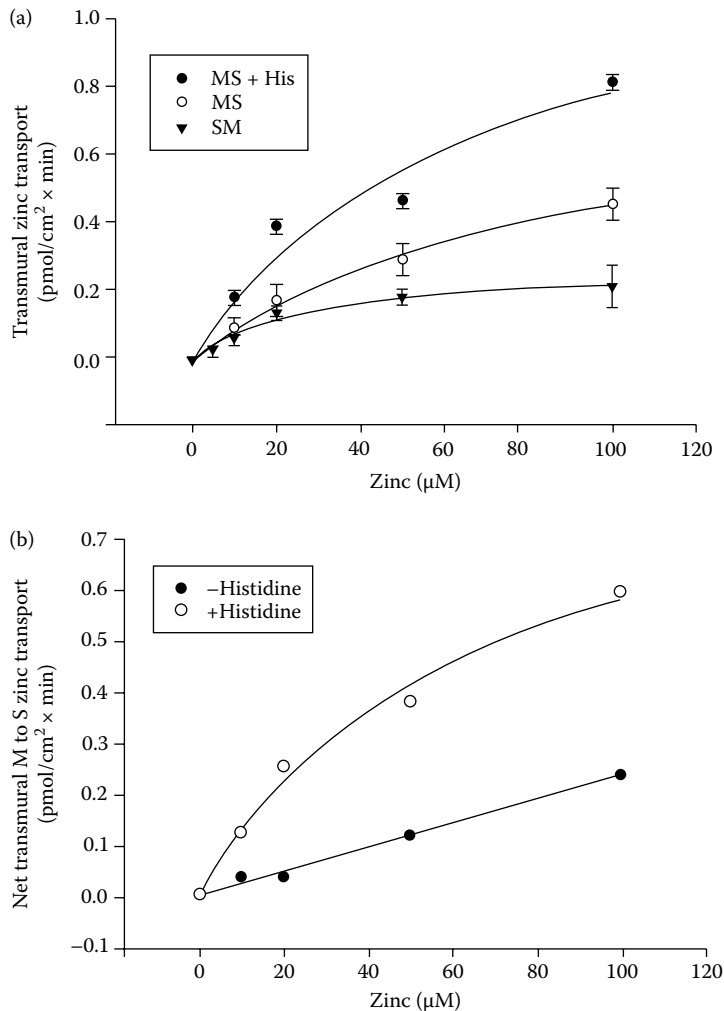 (a)
1.0
0.8
0.6
0.4
0.2
0.0
Transmural zinc transport
(pmol/cm² × min)
MS + His
MS
SM
0
20
40
60
80
100
120
Zinc (µM)
(b)
0.7
0.6
0.5
0.4
0.3
0.2
0.1
0.0
–0.1
Net transmural M to S zinc transport
(pmol/cm² × min)
–Histidine
+Histidine
0
20
40
60
80
100
120
Zinc (µM)